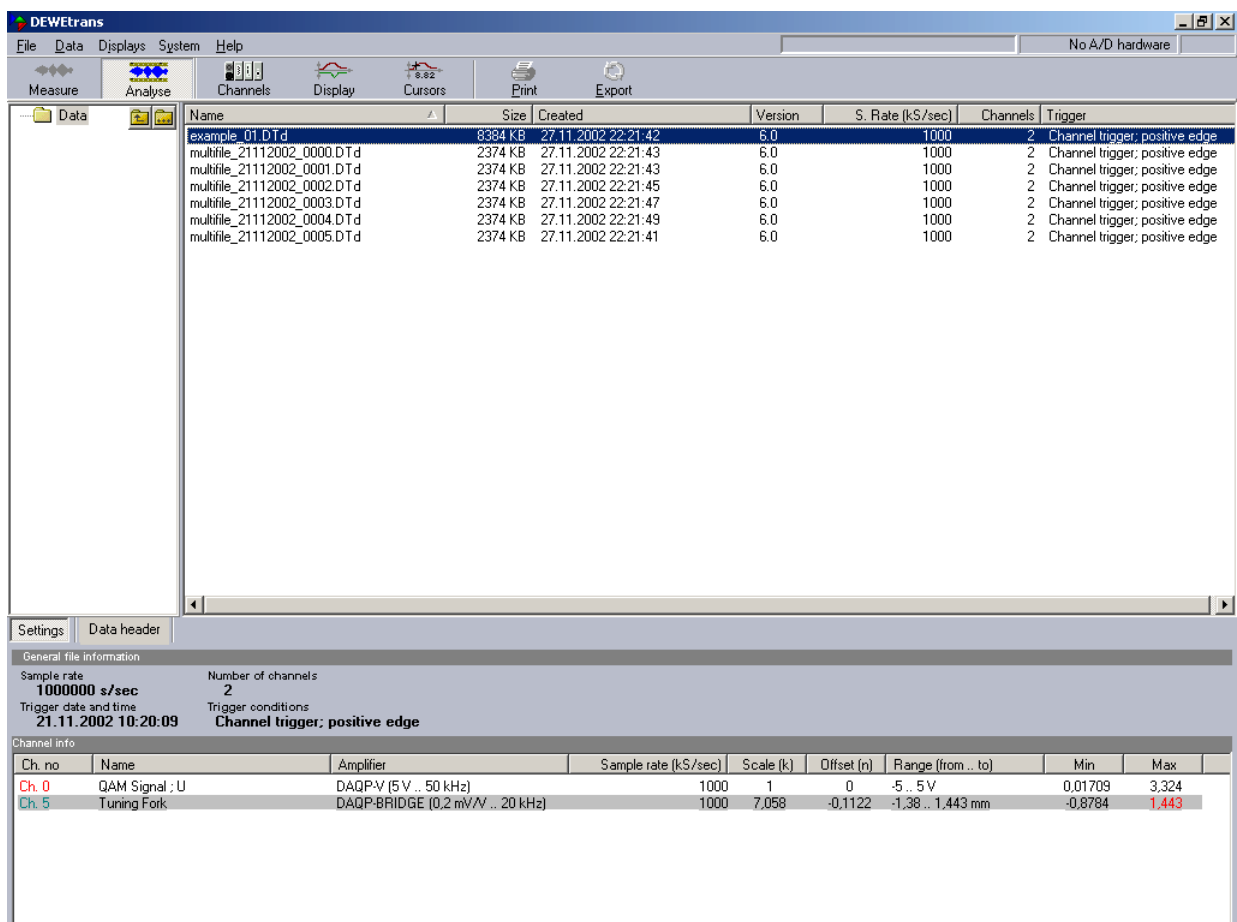 DEWEtrans
File Data Displays System Help No A/D hardware
Measure Analyse Channels Display Cursors Print Export
Data
Name Size Created Version S. Rate (kS/sec) Channels Trigger
example_01.DTd 8384 KB 27.11.2002 22:21:42 6.0 1000 2 Channel trigger; positive edge
multifile_21112002_0000.DTd 2374 KB 27.11.2002 22:21:43 6.0 1000 2 Channel trigger; positive edge
multifile_21112002_0001.DTd 2374 KB 27.11.2002 22:21:43 6.0 1000 2 Channel trigger; positive edge
multifile_21112002_0002.DTd 2374 KB 27.11.2002 22:21:45 6.0 1000 2 Channel trigger; positive edge
multifile_21112002_0003.DTd 2374 KB 27.11.2002 22:21:47 6.0 1000 2 Channel trigger; positive edge
multifile_21112002_0004.DTd 2374 KB 27.11.2002 22:21:49 6.0 1000 2 Channel trigger; positive edge
multifile_21112002_0005.DTd 2374 KB 27.11.2002 22:21:41 6.0 1000 2 Channel trigger; positive edge
Settings Data header
General file information
Sample rate Number of channels
1000000 s/sec 2
Trigger date and time Trigger conditions
21.11.2002 10:20:09 Channel trigger; positive edge
Channel info
Ch. no Name Amplifier Sample rate (kS/sec) Scale (k) Offset (n) Range (from .. to) Min Max
Ch. 0 QAM Signal ; U DAQP-V (5 V .. 50 kHz) 1000 1 0 -5 .. 5 V 0,01709 3,324
Ch. 5 Tuning Fork DAQP-BRIDGE (0,2 mV/V .. 20 kHz) 1000 7,058 -0,1122 -1,38 .. 1,443 mm -0,8784 1,443